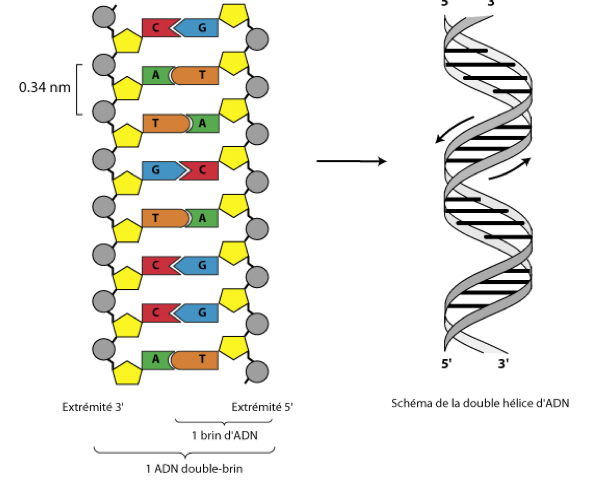 5' 3'
C G
A T
0.34 nm
T A
G C
T A
C G
C G
A T
5' 3'
Extrémité 3' Extrémité 5'
Schéma de la double hélice d'ADN
1 brin d'ADN
1 ADN double-brin